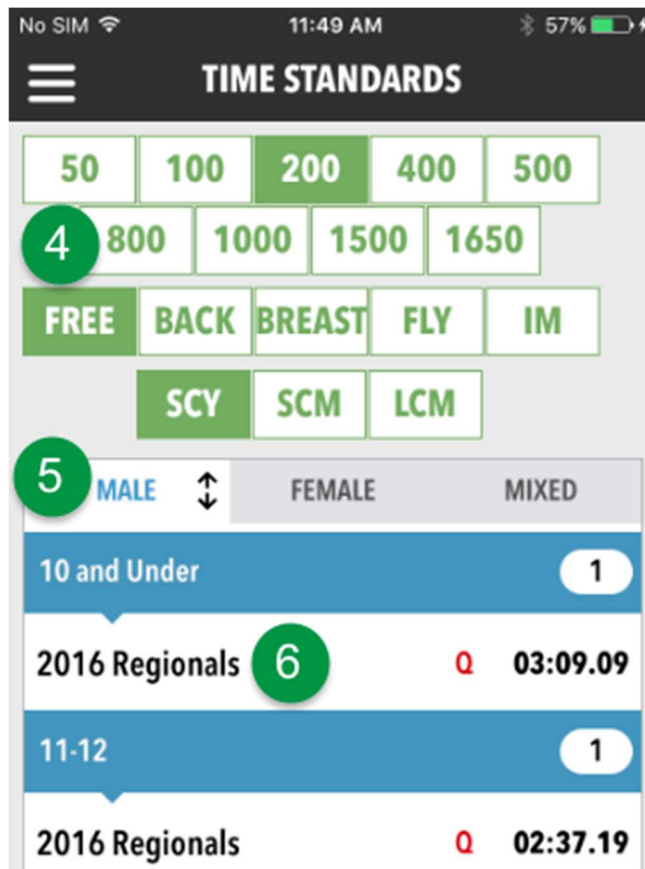 No SIM 11:49 AM 57%
TIME STANDARDS
50 100 200 400 500
4 800 1000 1500 1650
FREE BACK BREAST FLY IM
SCY SCM LCM
5 MALE FEMALE MIXED
10 and Under 1
2016 Regionals 6 Q 03:09.09
11-12 1
2016 Regionals Q 02:37.19